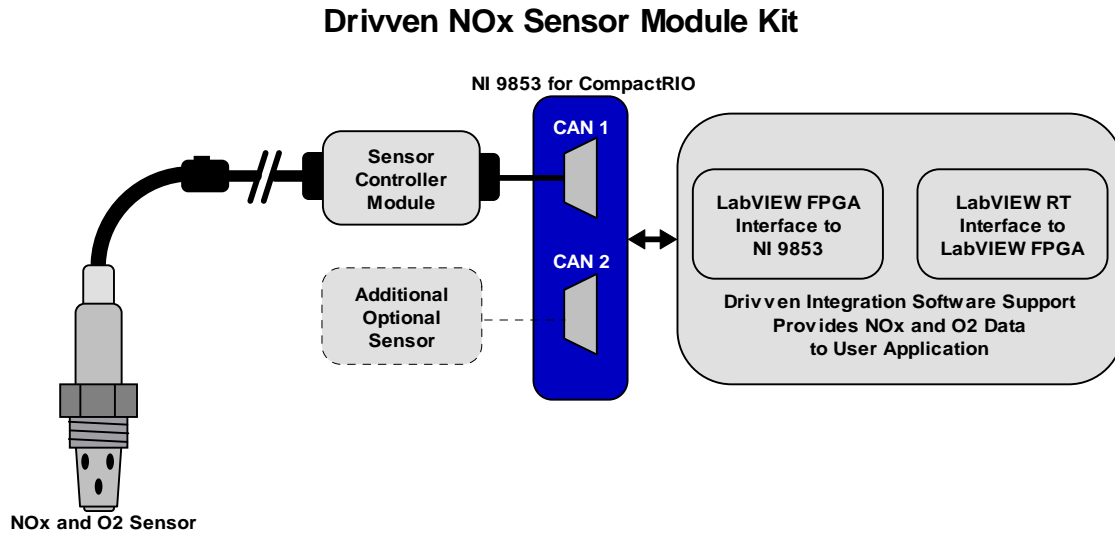 Drivven NOx Sensor Module Kit
NI 9853 for CompactRIO
CAN 1
Sensor
Controller
Module
LabVIEW FPGA
Interface to
NI 9853
LabVIEW RT
Interface to
LabVIEW FPGA
CAN 2
Additional
Optional
Sensor
Drivven Integration Software Support
Provides NOx and O2 Data
to User Application
NOx and O2 Sensor